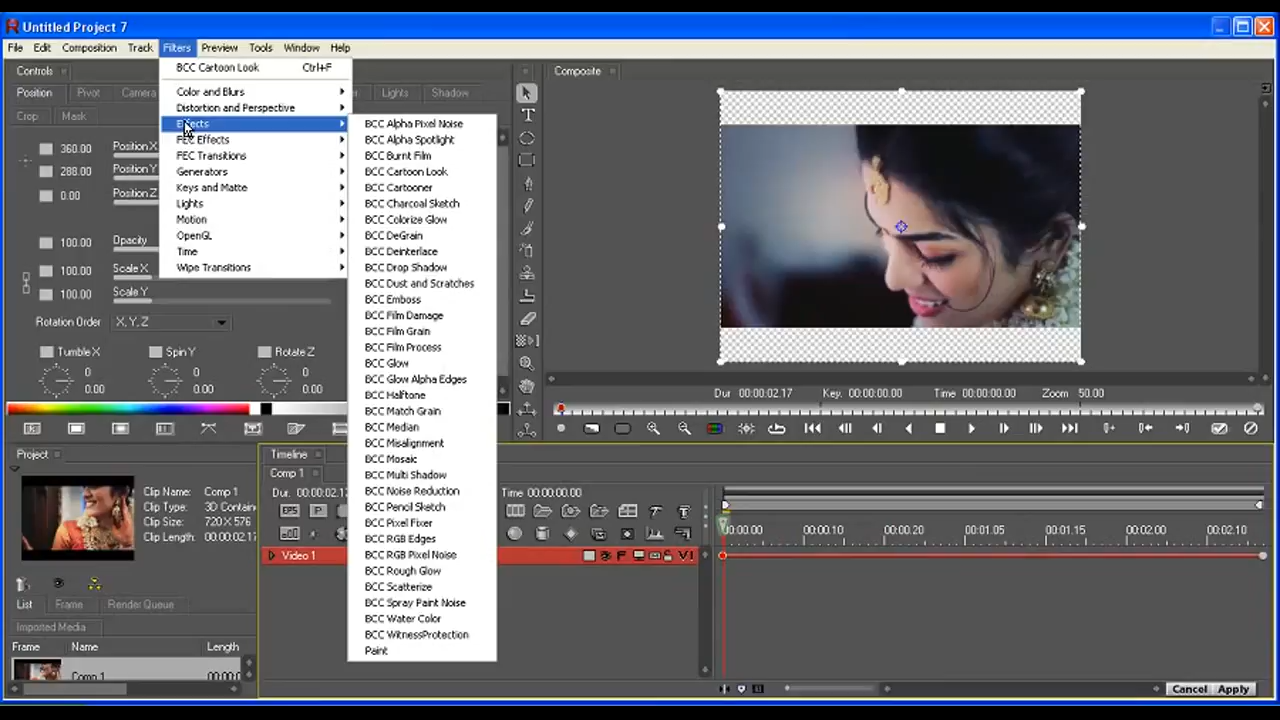 Untitled Project 7
File Edit Composition Track Filters Preview Tools Window Help
Controls
Position Pivot Camera Lights Shadow
Crop Mask
360.00 Position X
288.00 Position Y
0.00 Position Z
100.00 Opacity
100.00 Scale X
100.00 Scale Y
Rotation Order X,Y,Z
Tumble X Spin Y Rotate Z
0 0 0
0.00 0.00 0.00
BCC Cartoon Look Ctrl+F
Color and Blurs
Distortion and Perspective
Effects
FEC Effects
FEC Transitions
Generators
Keys and Matte
Lights
Motion
OpenGL
Time
Wipe Transitions
BCC Alpha Pixel Noise
BCC Alpha Spotlight
BCC Burnt Film
BCC Cartoon Look
BCC Cartooner
BCC Charcoal Sketch
BCC Colorize Glow
BCC DeGrain
BCC Deinterlace
BCC Drop Shadow
BCC Dust and Scratches
BCC Emboss
BCC Film Damage
BCC Film Grain
BCC Film Process
BCC Glow
BCC Glow Alpha Edges
BCC Halftone
BCC Match Grain
BCC Median
BCC Misalignment
BCC Mosaic
BCC Multi Shadow
BCC Noise Reduction
BCC Pencil Sketch
BCC Pixel Fixer
BCC RGB Edges
BCC RGB Pixel Noise
BCC Rough Glow
BCC Scatterize
BCC Spray Paint Noise
BCC Water Color
BCC WitnessProtection
Paint
Composite
Dur 00:00:02.17 Key. 00:00:00.00 Time 00:00:00.00 Zoom 50.00
Project
Clip Name: Comp 1
Clip Type: 3D Contain
Clip Size: 720 X 576
Clip Length: 00:00:02.17
List Frame Render Queue
Imported Media
Frame Name Length
Comp 1
Timeline
Comp 1
Dur. 00:00:02.17 Time 00:00:00.00
Video 1
00:00.00 00:00.10 00:00.20 00:01.05 00:01.15 00:02.00 00:02.10
Cancel Apply